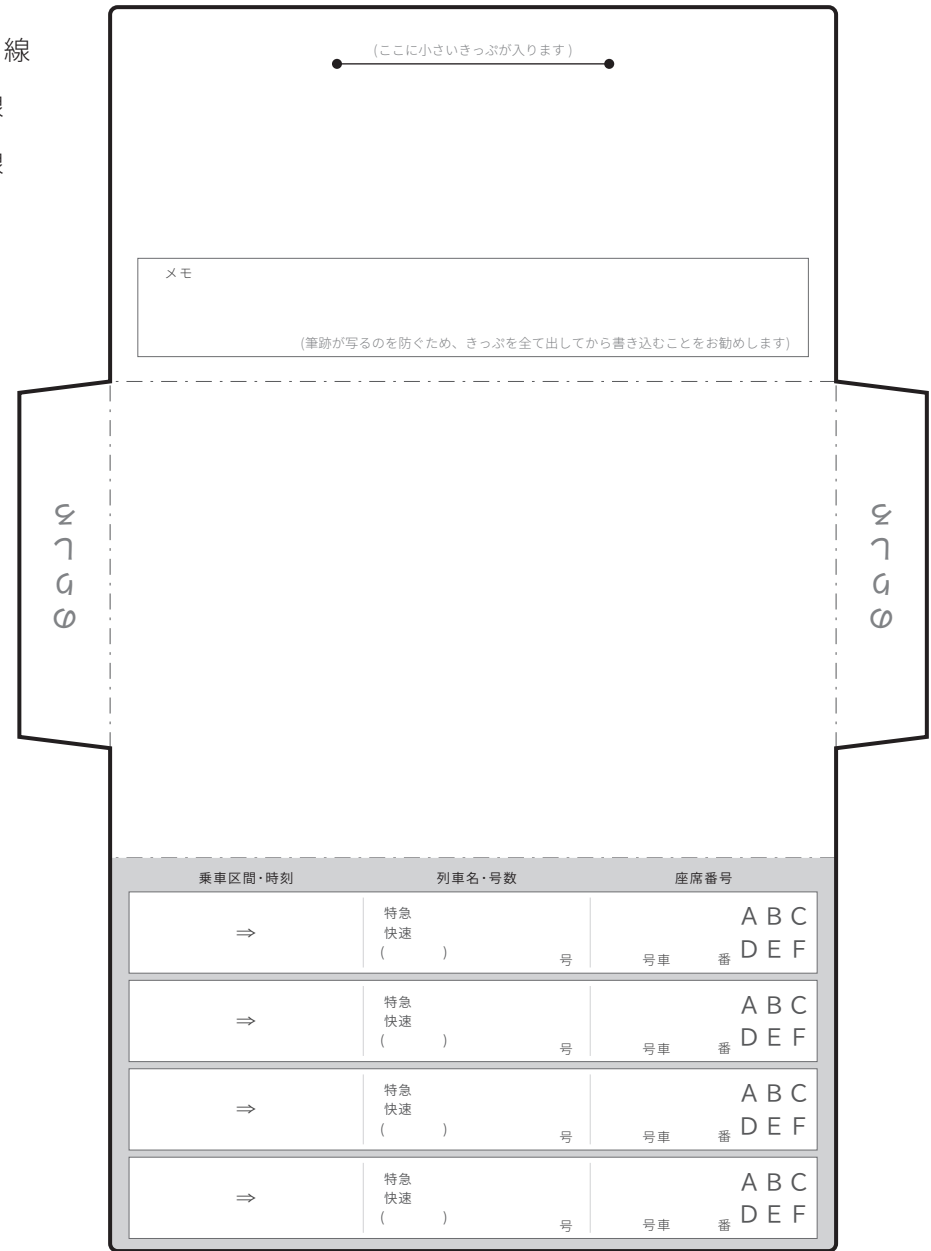 線
(ここに小さいきっぷが入ります)
メモ
(筆跡が写るのを防ぐため、きっぷを全て出してから書き込むことをお勧めします)
のりしろ
のりしろ
乗車区間・時刻 列車名・号数 座席番号
特急 A B C
快速
⇒ ( ) 号 号車 番 D E F
特急 A B C
快速
⇒ ( ) 号 号車 番 D E F
特急 A B C
快速
⇒ ( ) 号 号車 番 D E F
特急 A B C
快速
⇒ ( ) 号 号車 番 D E F